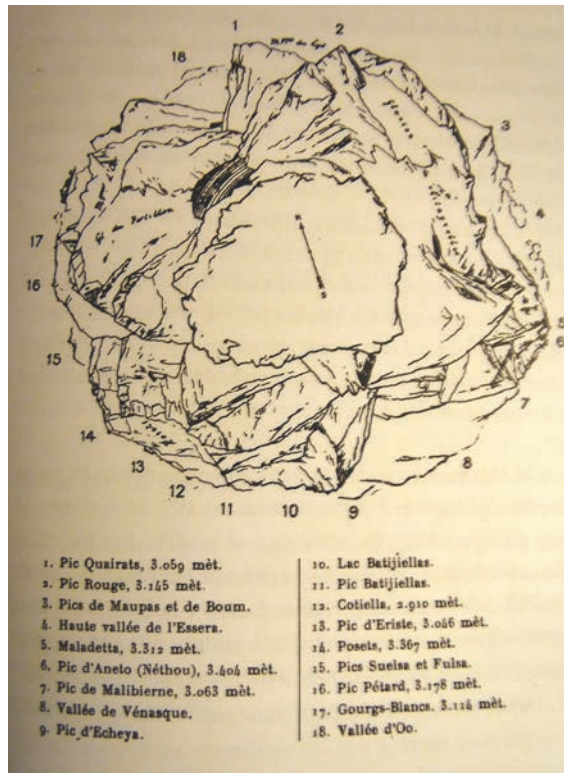 1 2
18
3
4
17
16
5
6
15
7
14
13
8
12
11 10 9
N
S
1. Pic Quairats, 3.059 mèt.
2. Pic Rouge, 3.145 mèt.
3. Pics de Maupas et de Boum.
4. Haute vallée de l'Essera.
5. Maladetta, 3.312 mèt.
6. Pic d'Aneto (Néthou), 3.404 mèt.
7. Pic de Malibierne, 3.063 mèt.
8. Vallée de Vénasque.
9. Pic d'Echeya.
10. Lac Batijiellas.
11. Pic Batijiellas.
12. Cotiella, 2.910 mèt.
13. Pic d'Eriste, 3.046 mèt.
14. Posets, 3.367 mèt.
15. Pics Suelsa et Fulsa.
16. Pic Pétard, 3.178 mèt.
17. Gourgs-Blancs. 3.114 mèt.
18. Vallée d'Oo.